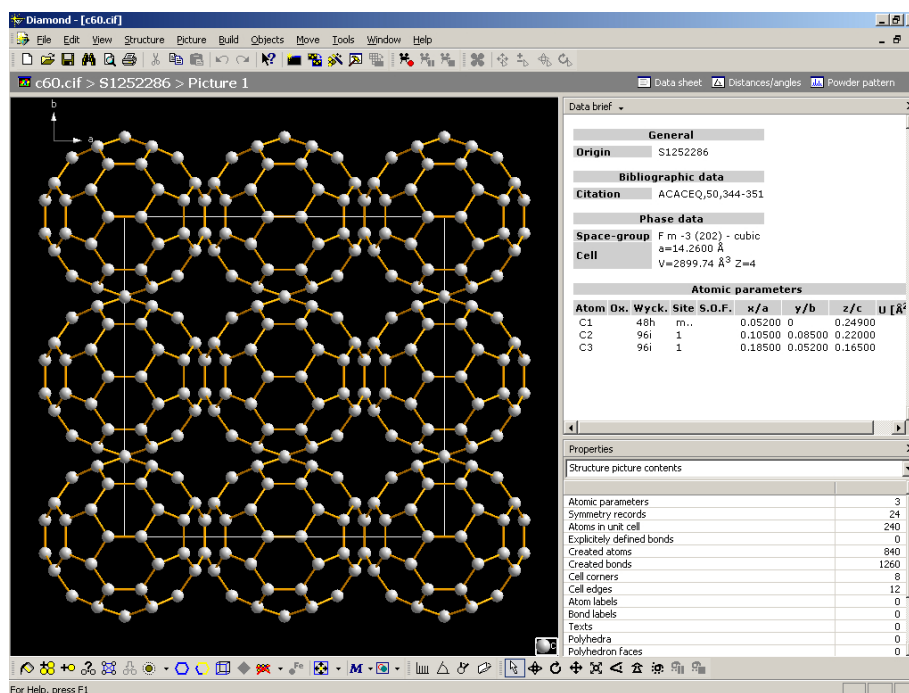 Diamond - [c60.cif]
File Edit View Structure Picture Build Objects Move Tools Window Help
c60.cif > S1252286 > Picture 1
Data sheet Distances/angles Powder pattern
b
a
Data brief
General
Origin S1252286
Bibliographic data
Citation ACACEQ,50,344-351
Phase data
Space-group F m -3 (202) - cubic
Cell a=14.2600 Å
V=2899.74 Å³ Z=4
Atomic parameters
Atom Ox. Wyck. Site S.O.F. x/a y/b z/c U [Å²
C1 48h m.. 0.05200 0 0.24900
C2 96i 1 0.10500 0.08500 0.22000
C3 96i 1 0.18500 0.05200 0.16500
Properties
Structure picture contents
Atomic parameters 3
Symmetry records 24
Atoms in unit cell 240
Explicitely defined bonds 0
Created atoms 840
Created bonds 1260
Cell corners 8
Cell edges 12
Atom labels 0
Bond labels 0
Texts 0
Polyhedra 0
Polyhedron faces 0
C
Fe
M
For Help, press F1